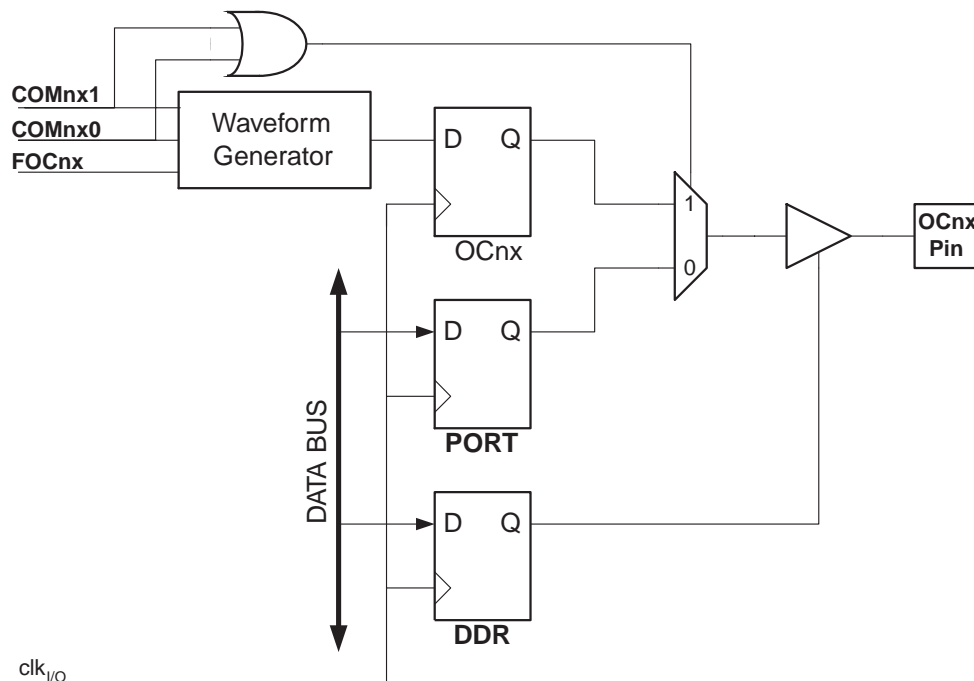 COMnx1
COMnx0
FOCnx
Waveform
Generator
D Q
OCnx
1
0
OCnx
Pin
D Q
PORT
DATA BUS
D Q
DDR
clkI/O